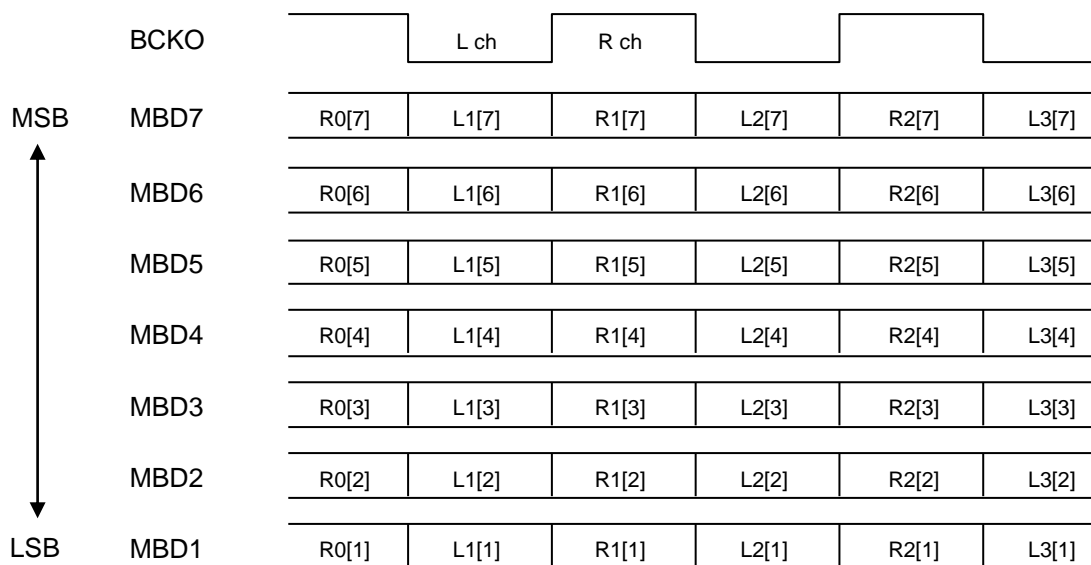 BCKO L ch R ch
MSB MBD7 R0[7] L1[7] R1[7] L2[7] R2[7] L3[7]
MBD6 R0[6] L1[6] R1[6] L2[6] R2[6] L3[6]
MBD5 R0[5] L1[5] R1[5] L2[5] R2[5] L3[5]
MBD4 R0[4] L1[4] R1[4] L2[4] R2[4] L3[4]
MBD3 R0[3] L1[3] R1[3] L2[3] R2[3] L3[3]
MBD2 R0[2] L1[2] R1[2] L2[2] R2[2] L3[2]
LSB MBD1 R0[1] L1[1] R1[1] L2[1] R2[1] L3[1]